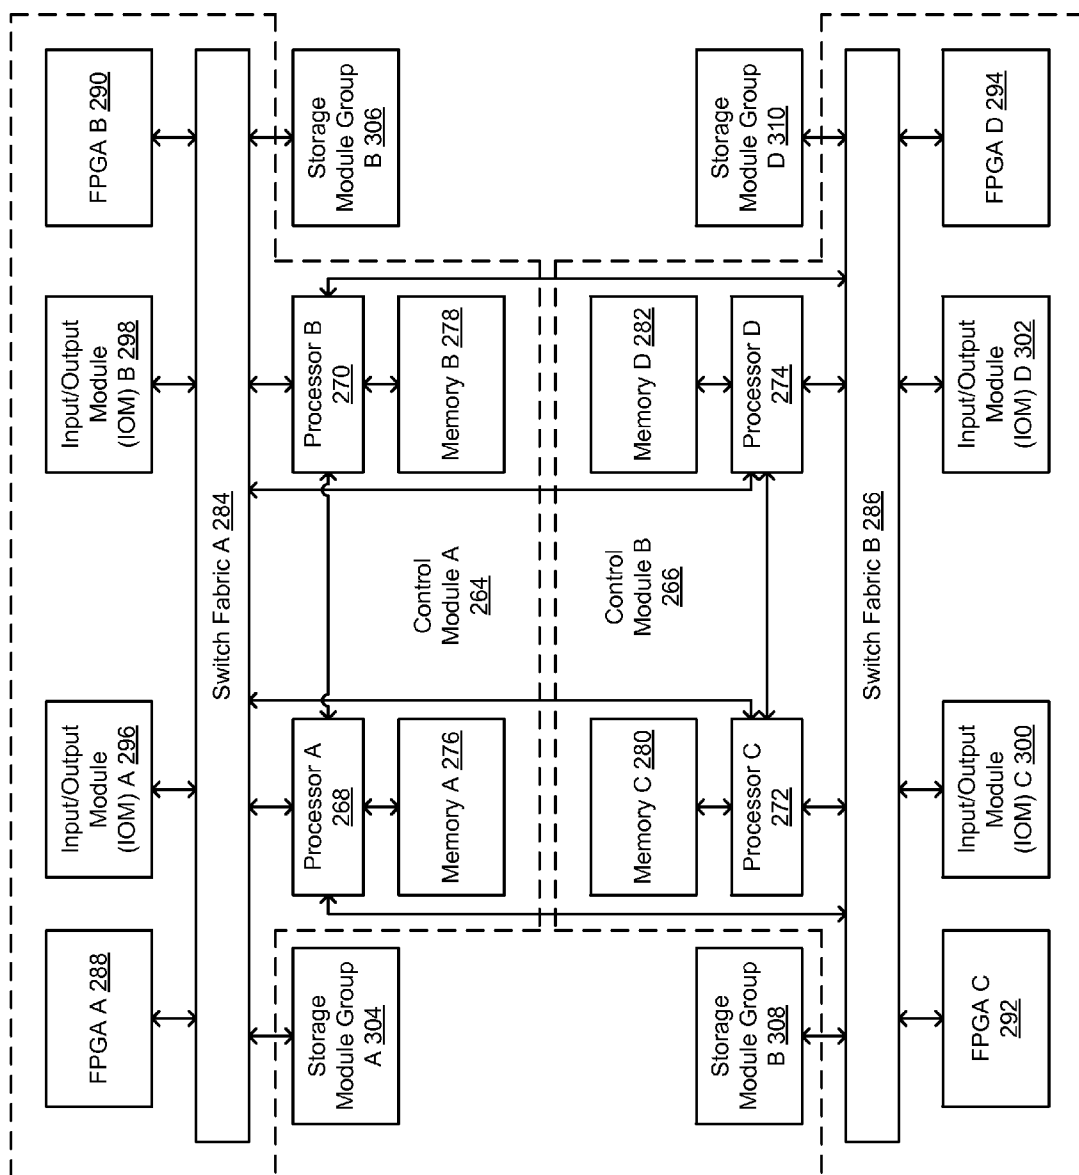 FPGA A 288
Input/Output
Module
(IOM) A 296
Input/Output
Module
(IOM) B 298
FPGA B 290
Switch Fabric A 284
Storage
Module Group
A 304
Processor A
268
Processor B
270
Storage
Module Group
B 306
Memory A 276
Memory B 278
Control
Module A
264
Control
Module B
266
Memory C 280
Memory D 282
Storage
Module Group
B 308
Processor C
272
Processor D
274
Storage
Module Group
D 310
Switch Fabric B 286
FPGA C
292
Input/Output
Module
(IOM) C 300
Input/Output
Module
(IOM) D 302
FPGA D 294